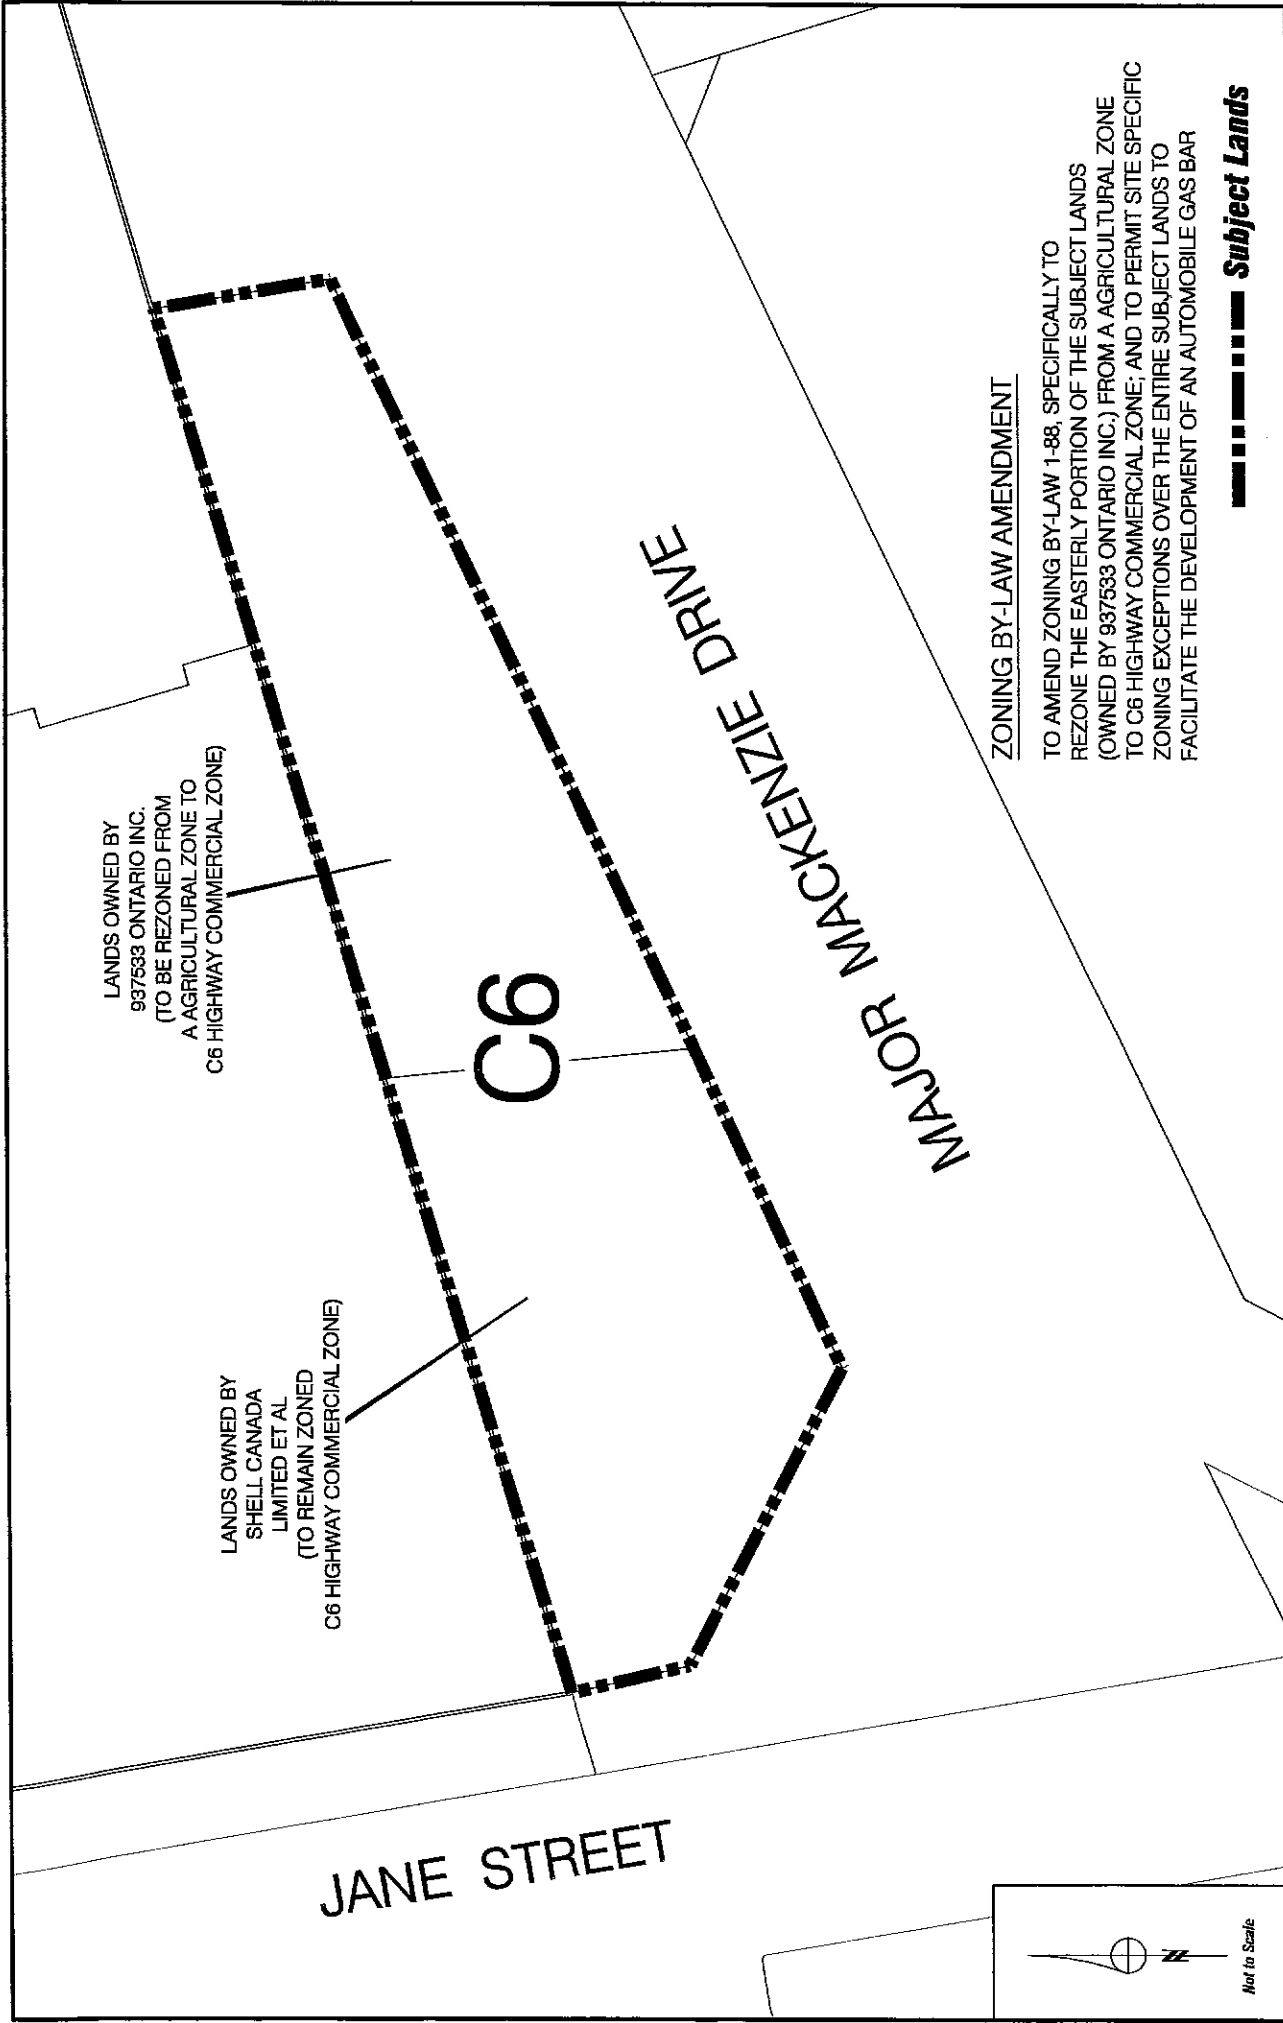 LANDS OWNED BY
SHELL CANADA
LIMITED ET AL
(TO REMAIN ZONED
C6 HIGHWAY COMMERCIAL ZONE)
LANDS OWNED BY
937533 ONTARIO INC.
(TO BE REZONED FROM
A AGRICULTURAL ZONE TO
C6 HIGHWAY COMMERCIAL ZONE)
C6
JANE STREET
MAJOR MACKENZIE DRIVE
ZONING BY-LAW AMENDMENT
TO AMEND ZONING BY-LAW 1-88, SPECIFICALLY TO
REZONE THE EASTERLY PORTION OF THE SUBJECT LANDS
(OWNED BY 937533 ONTARIO INC.) FROM A AGRICULTURAL ZONE
TO C6 HIGHWAY COMMERCIAL ZONE; AND TO PERMIT SITE SPECIFIC
ZONING EXCEPTIONS OVER THE ENTIRE SUBJECT LANDS TO
FACILITATE THE DEVELOPMENT OF AN AUTOMOBILE GAS BAR
Subject Lands
N
Not to Scale